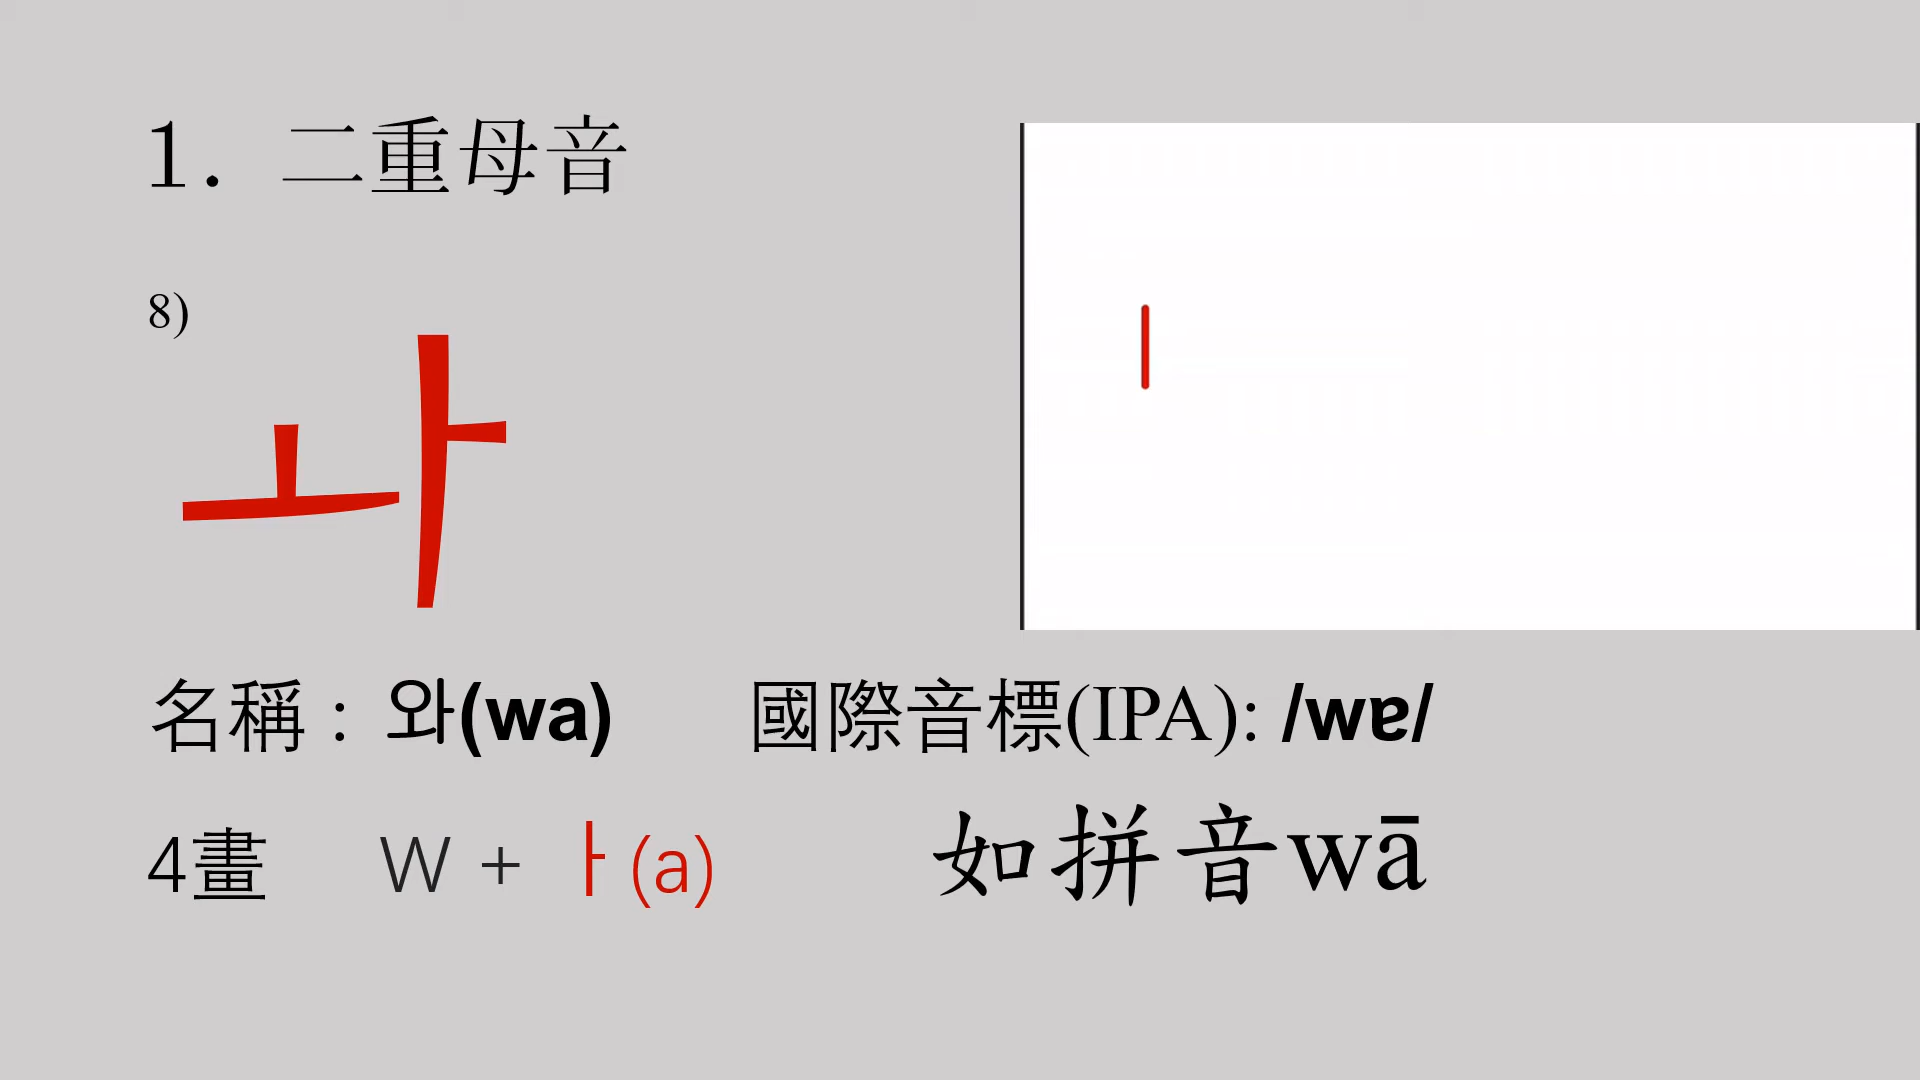 1. 二重母音
8)
ㅘ
名稱 : 와(wa) 國際音標(IPA): /wɐ/
4畫 W + ㅏ(a) 如拼音wā